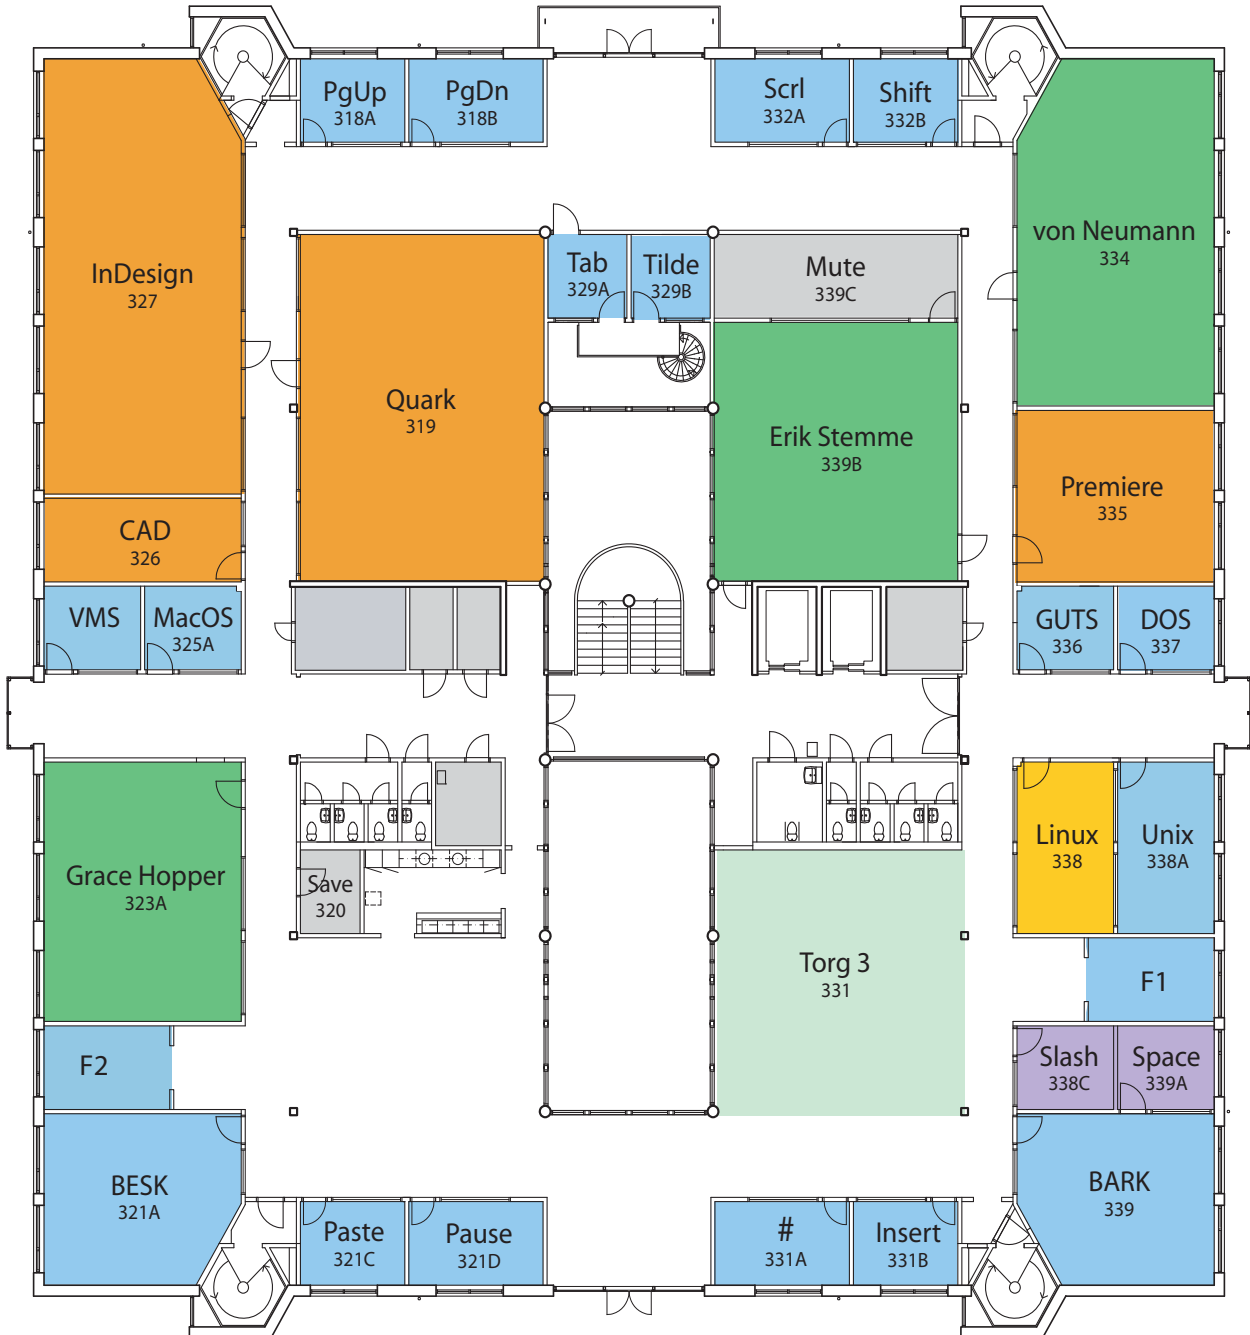 PgUp
318A
PgDn
318B
Scrl
332A
Shift
332B
InDesign
327
Quark
319
Tab
329A
Tilde
329B
Mute
339C
von Neumann
334
Erik Stemme
339B
Premiere
335
CAD
326
VMS
MacOS
325A
GUTS
336
DOS
337
Grace Hopper
323A
Save
320
Linux
338
Unix
338A
Torg 3
331
F1
F2
Slash
338C
Space
339A
BESK
321A
BARK
339
Paste
321C
Pause
321D
#
331A
Insert
331B